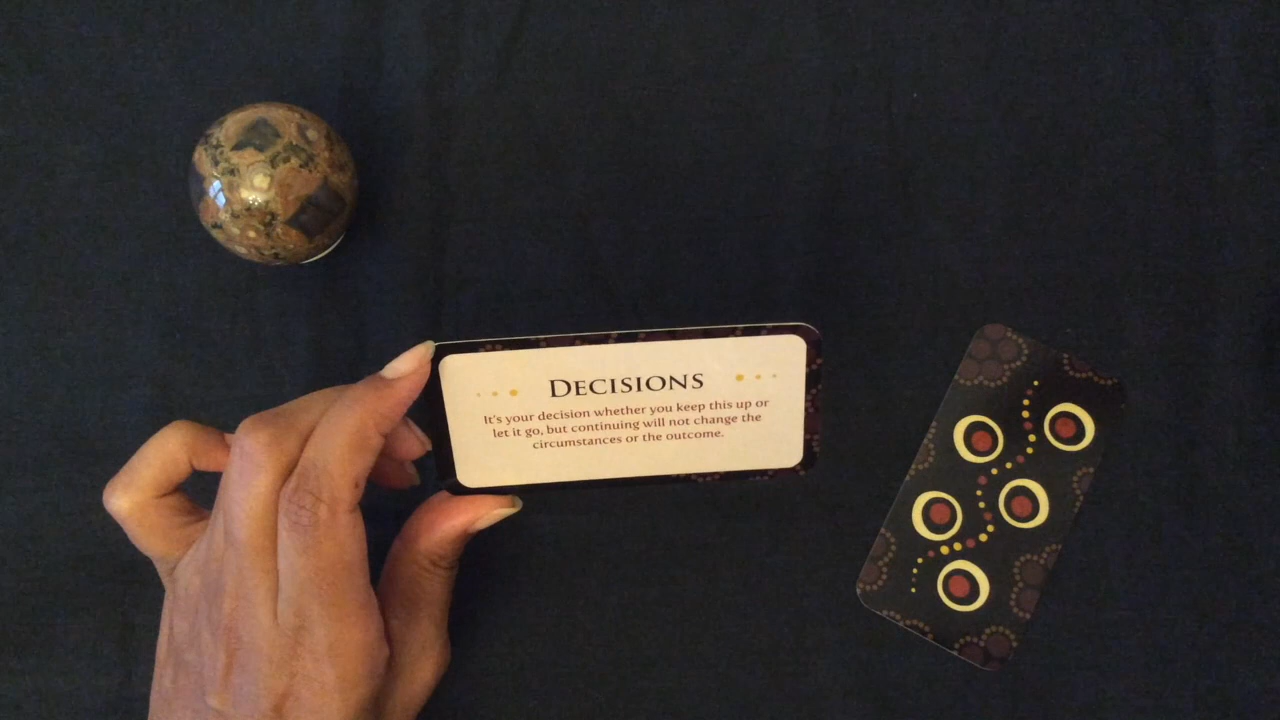 DECISIONS
It's your decision whether you keep this up or
let it go, but continuing will not change the
circumstances or the outcome.